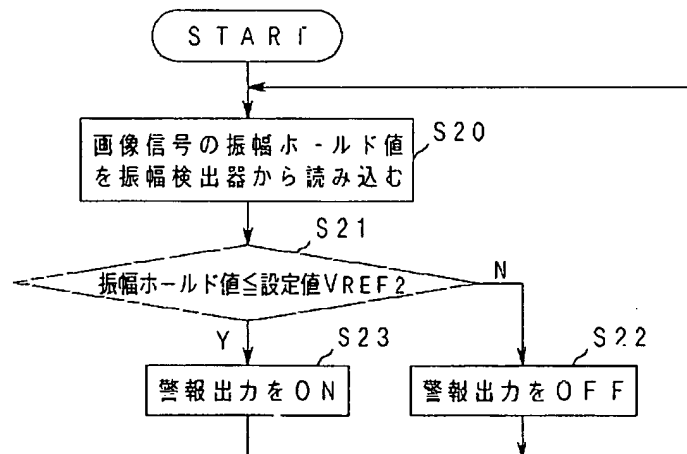 START
画像信号の振幅ホールド値
を振幅検出器から読み込む
S20
S21
振幅ホールド値≦設定値VREF2
N
Y
S23
S22
警報出力をON
警報出力をOFF